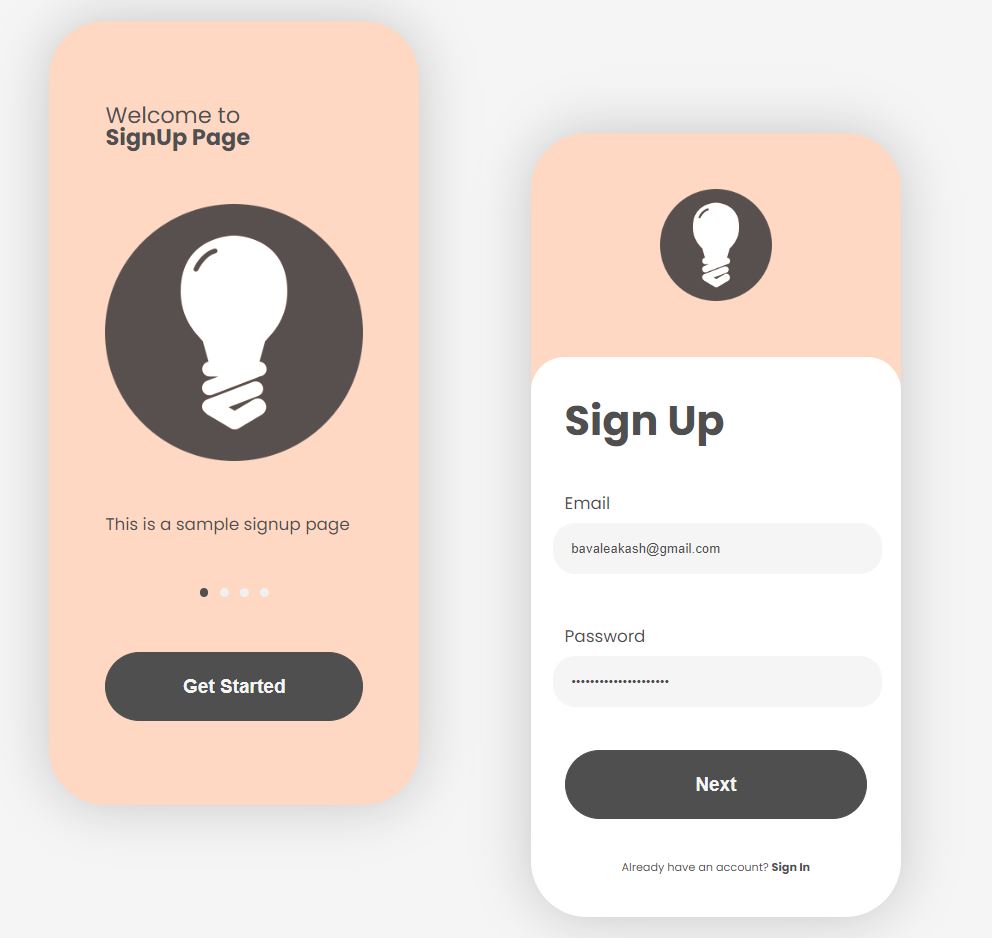 Welcome to
SignUp Page
This is a sample signup page
Get Started
Sign Up
Email
bavaleakash@gmail.com
Password
•••••••••••••••••••••
Next
Already have an account? Sign In